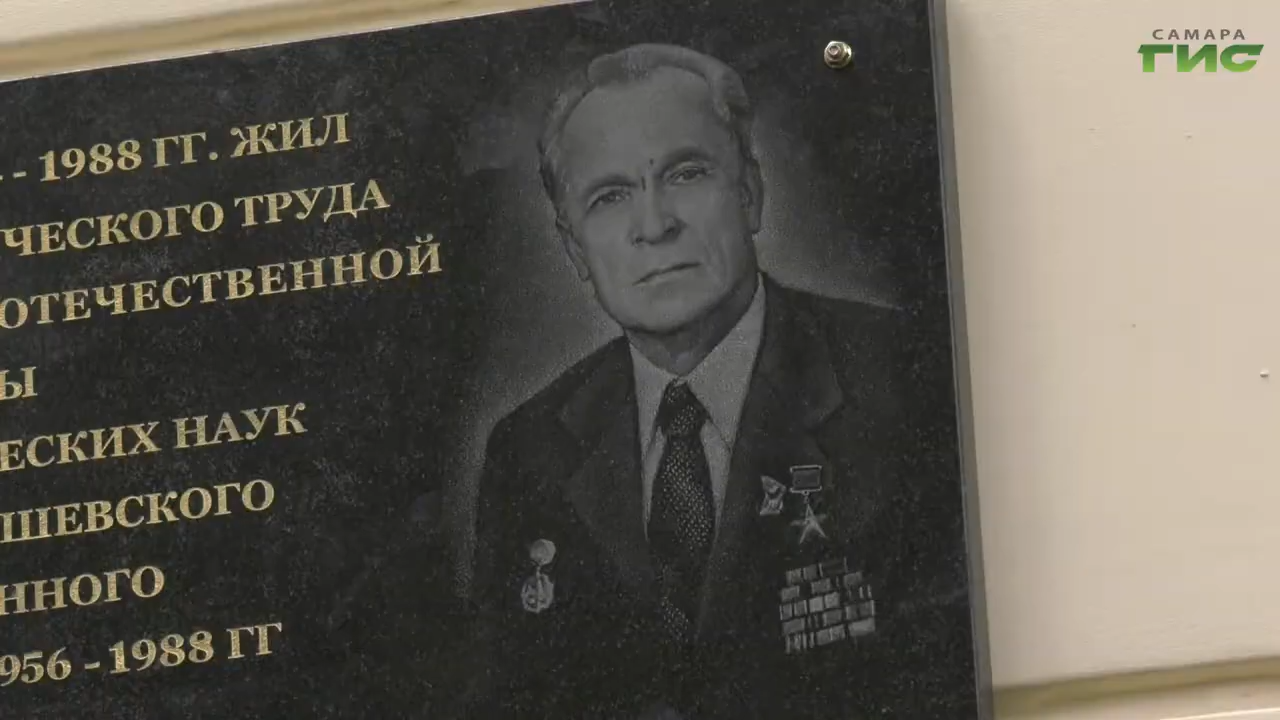 САМАРА
ГИС
- 1988 ГГ. ЖИЛ
ЧЕСКОГО ТРУДА
ОТЕЧЕСТВЕННОЙ
Ы
ЕСКИХ НАУК
ШЕВСКОГО
ННОГО
956 - 1988 ГГ